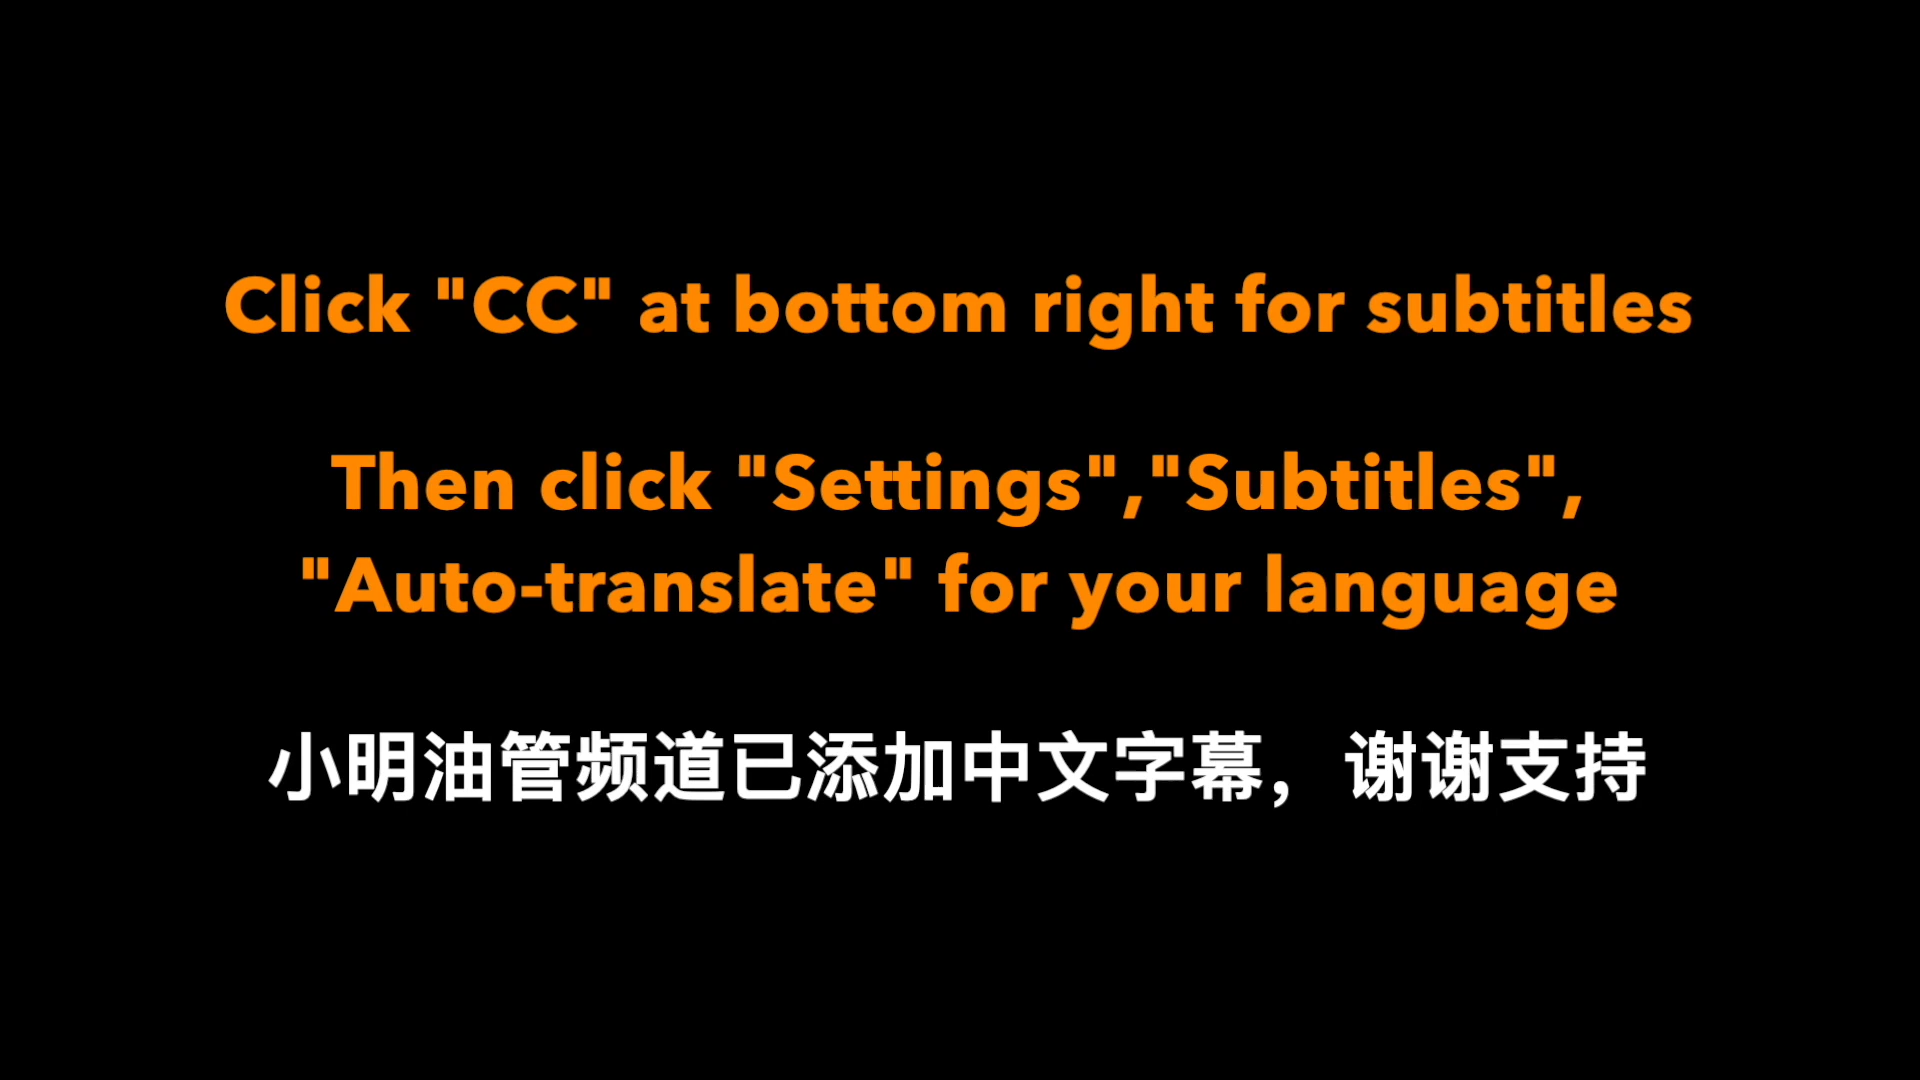 Click "CC" at bottom right for subtitles
Then click "Settings","Subtitles",
"Auto-translate" for your language
小明油管频道已添加中文字幕，谢谢支持